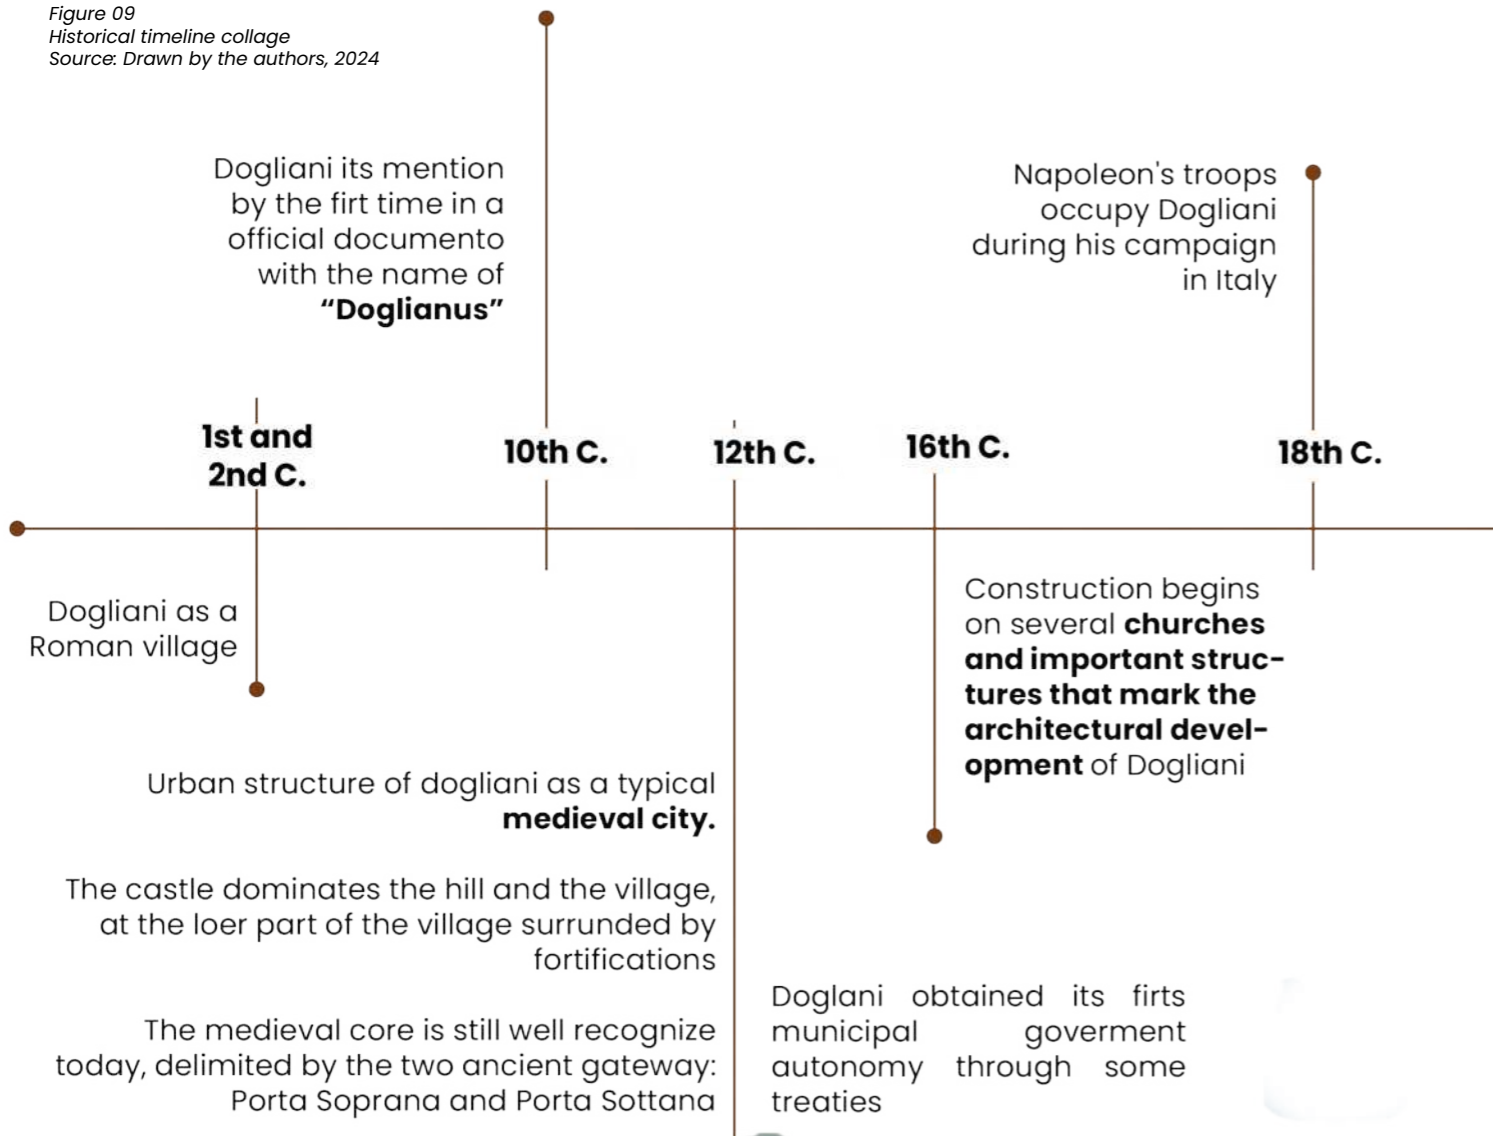 Figure 09
Historical timeline collage
Source: Drawn by the authors, 2024
Dogliani its mention
by the firt time in a
official documento
with the name of
“Doglianus”
Napoleon's troops
occupy Dogliani
during his campaign
in Italy
1st and
2nd C.
10th C.
12th C.
16th C.
18th C.
Dogliani as a
Roman village
Construction begins
on several churches
and important struc-
tures that mark the
architectural devel-
opment of Dogliani
Urban structure of dogliani as a typical
medieval city.
The castle dominates the hill and the village,
at the loer part of the village surrunded by
fortifications
The medieval core is still well recognize
today, delimited by the two ancient gateway:
Porta Soprana and Porta Sottana
Doglani obtained its firts
municipal goverment
autonomy through some
treaties